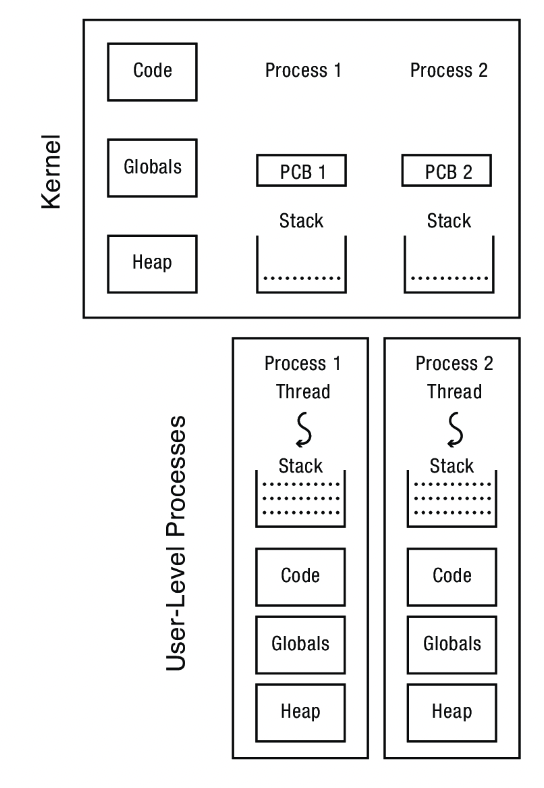 Kernel
Code
Process 1
Process 2
Globals
PCB 1
PCB 2
Stack
Stack
Heap
User-Level Processes
Process 1
Thread
Stack
Code
Globals
Heap
Process 2
Thread
Stack
Code
Globals
Heap